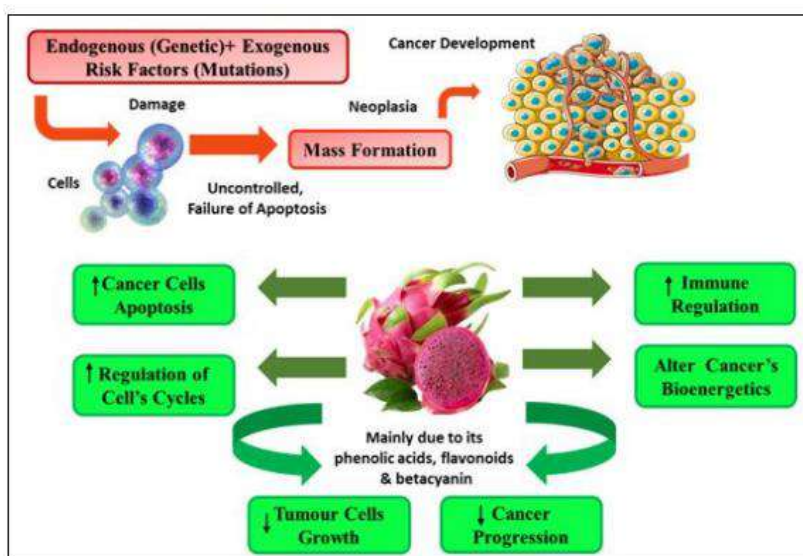 Endogenous (Genetic)+ Exogenous
Risk Factors (Mutations)
Cancer Development
Damage
Neoplasia
Mass Formation
Cells
Uncontrolled,
Failure of Apoptosis
↑Cancer Cells
Apoptosis
↑ Immune
Regulation
↑Regulation of
Cell's Cycles
Alter Cancer's
Bioenergetics
Mainly due to its
phenolic acids, flavonoids
& betacyanin
↓Tumour Cells
Growth
↓ Cancer
Progression